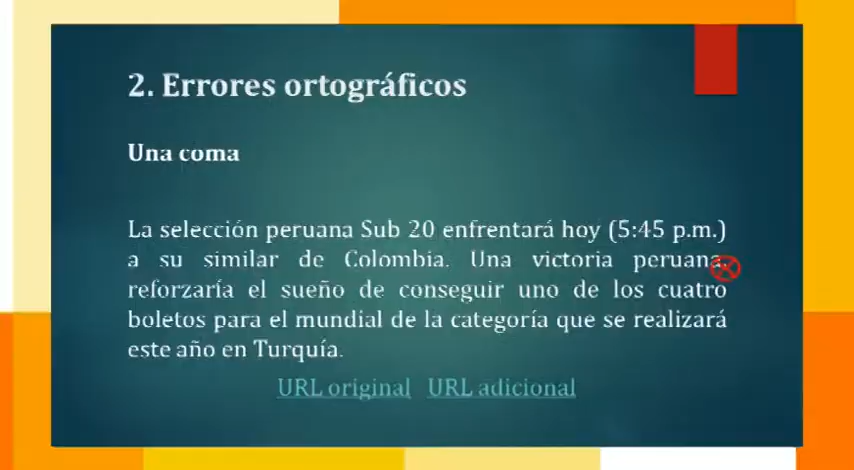 2. Errores ortográficos
Una coma
La selección peruana Sub 20 enfrentará hoy (5:45 p.m.)
a su similar de Colombia. Una victoria peruana,
reforzaría el sueño de conseguir uno de los cuatro
boletos para el mundial de la categoría que se realizará
este año en Turquía.
URL original URL adicional